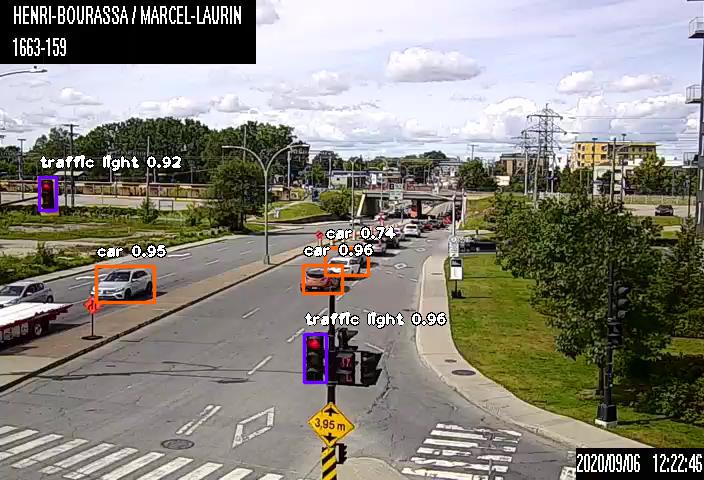 HENRI-BOURASSA / MARCEL-LAURIN
1663-159
traffic light 0.92
car 0.74
car 0.95
car 0.96
traffic light 0.96
17
3,95 m
2020/09/06 12:22:46